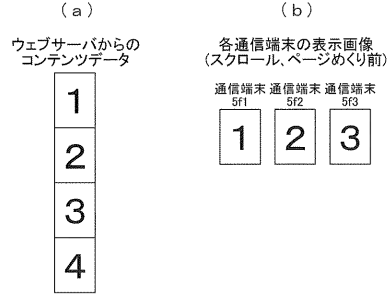 (a)
ウェブサーバからの
コンテンツデータ
1
2
3
4
(b)
各通信端末の表示画像
(スクロール、ページめくり前)
通信端末 通信端末 通信端末
5f1 5f2 5f3
1 2 3